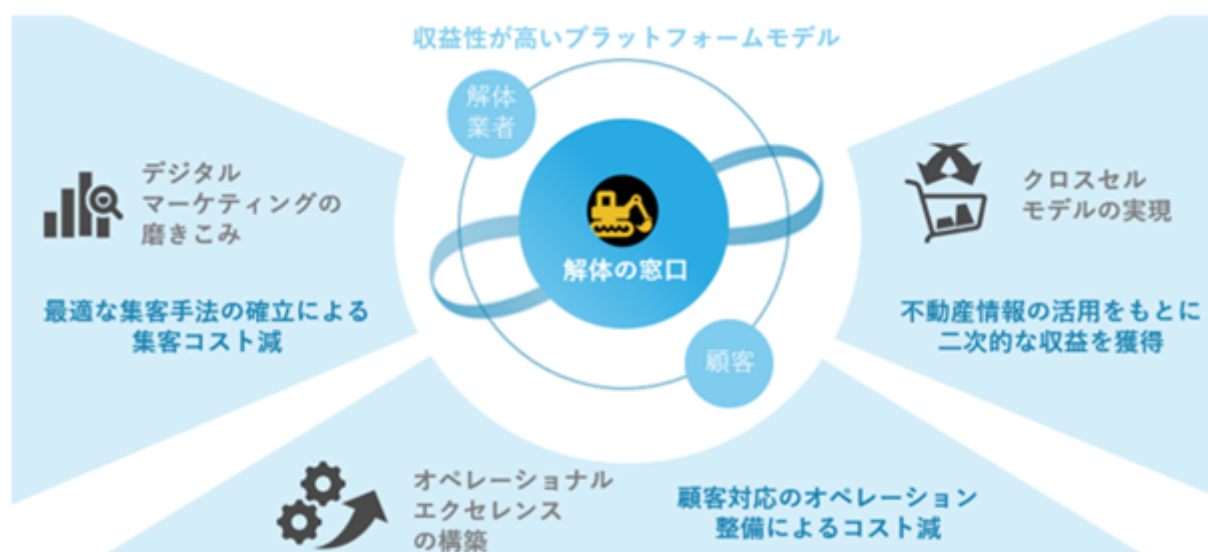 収益性が高いプラットフォームモデル
解体
業者
解体の窓口
顧客
デジタル
マーケティングの
磨きこみ
最適な集客手法の確立による
集客コスト減
クロスセル
モデルの実現
不動産情報の活用をもとに
二次的な収益を獲得
オペレーショナル
エクセレンス
の構築
顧客対応のオペレーション
整備によるコスト減